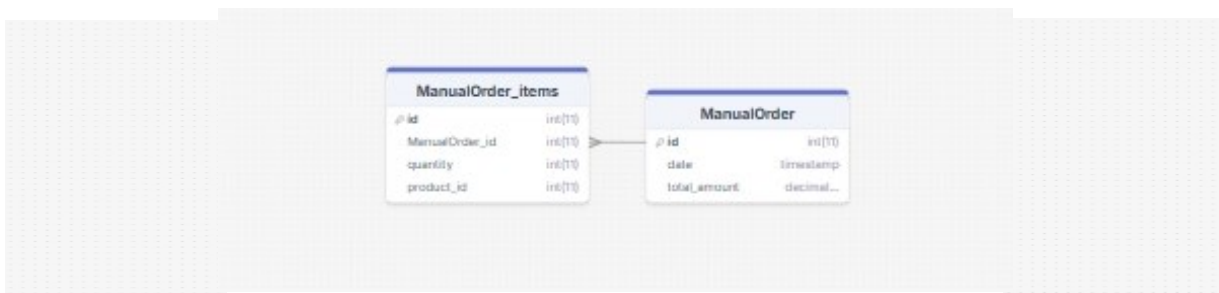 ManualOrder_items
id int(11)
ManualOrder_id int(11)
quantity int(11)
product_id int(11)
ManualOrder
id int(11)
date timestamp
total_amount decimal...